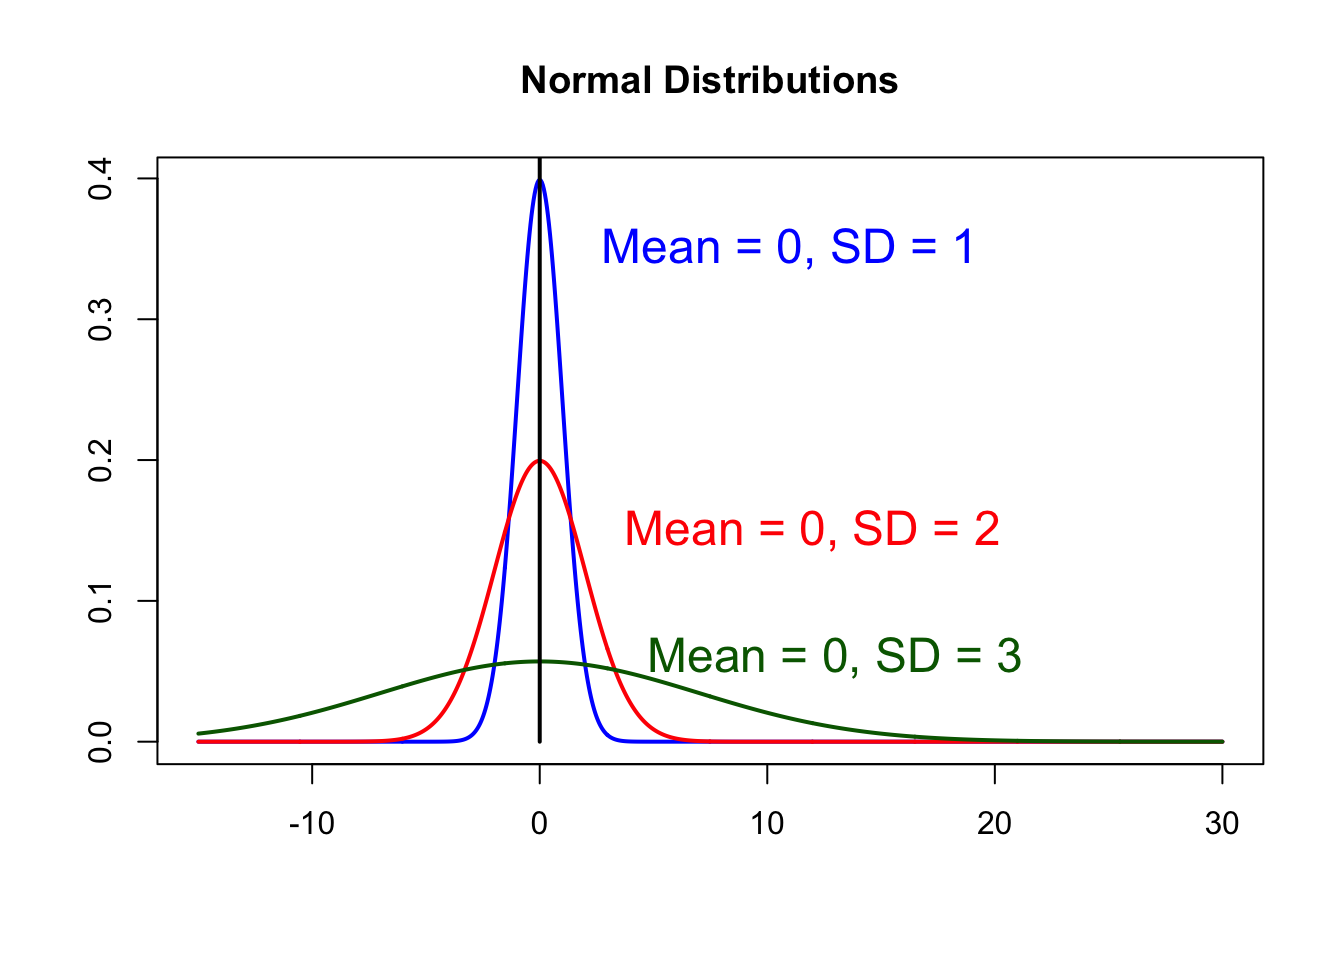 Normal Distributions
0.4
Mean = 0, SD = 1
0.3
0.2
Mean = 0, SD = 2
0.1
Mean = 0, SD = 3
0.0
-10 0 10 20 30